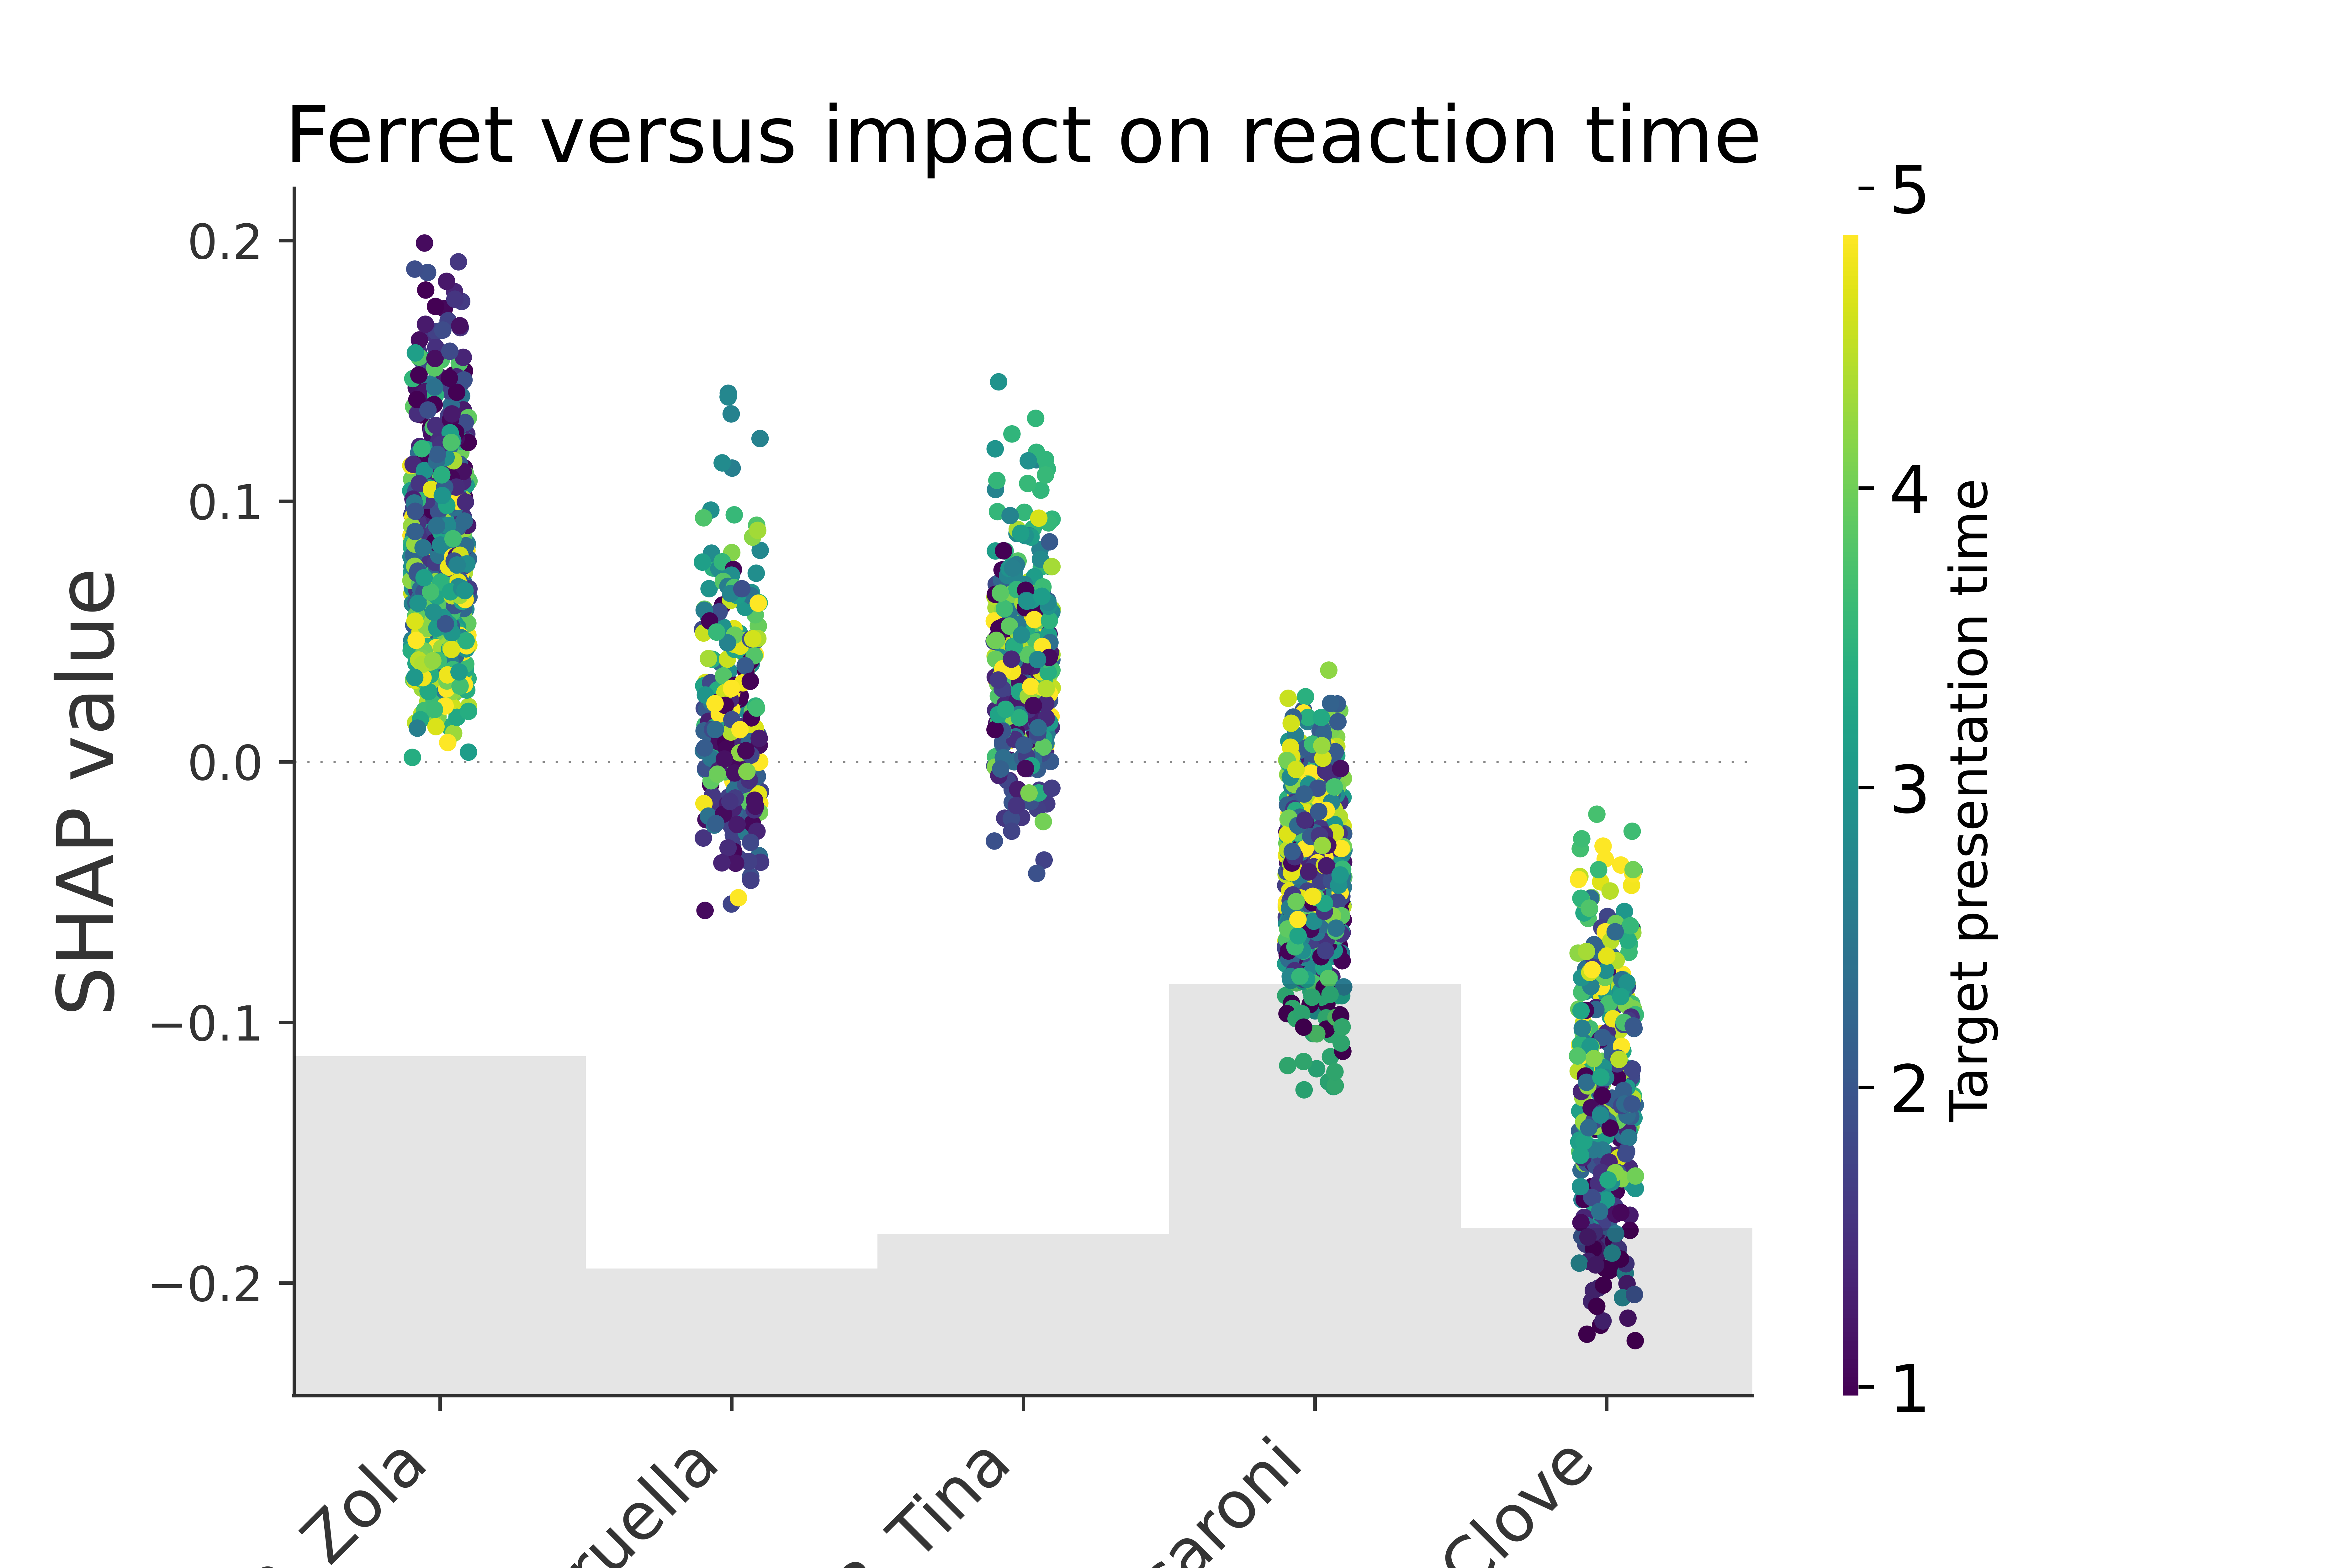 Ferret versus impact on reaction time
SHAP value
0.2
0.1
0.0
−0.1
−0.2
Zola
ruella
Tina
saroni
Clove
5
4
3
2
1
Target presentation time